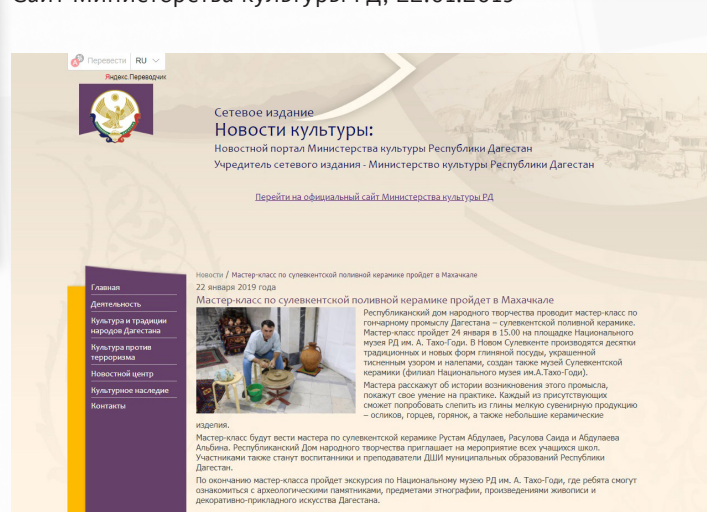 Сайт Министерства культуры РД, 22.01.2019
Перевести RU
Яндекс.Переводчик
Сетевое издание
Новости культуры:
Новостной портал Министерства культуры Республики Дагестан
Учредитель сетевого издания - Министерство культуры Республики Дагестан
Перейти на официальный сайт Министерства культуры РД
Главная
Деятельность
Культура и традиции
народов Дагестана
Культура против
терроризма
Новостной центр
Культурное наследие
Контакты
Новости / Мастер-класс по сулевкентской поливной керамике пройдет в Махачкале
22 января 2019 года
Мастер-класс по сулевкентской поливной керамике пройдет в Махачкале
Республиканский дом народного творчества проводит мастер-класс по
гончарному промыслу Дагестана – сулевкентской поливной керамике.
Мастер-класс пройдет 24 января в 15.00 на площадке Национального
музея РД им. А. Тахо-Годи. В Новом Сулевкенте производятся десятки
традиционных и новых форм глиняной посуды, украшенной
тисненным узором и налепами, создан также музей Сулевкентской
керамики (филиал Национального музея им.А.Тахо-Годи).
Мастера расскажут об истории возникновения этого промысла,
покажут свое умение на практике. Каждый из присутствующих
сможет попробовать слепить из глины мелкую сувенирную продукцию
– осликов, горцев, горянок, а также небольшие керамические
изделия.
Мастер-класс будут вести мастера по сулевкентской керамике Рустам Абдулаев, Расулова Саида и Абдулаева
Альбина. Республиканский Дом народного творчества приглашает на мероприятие всех учащихся школ.
Участниками также станут воспитанники и преподаватели ДШИ муниципальных образований Республики
Дагестан.
По окончанию мастер-класса пройдет экскурсия по Национальному музею РД им. А. Тахо-Годи, где ребята смогут
ознакомиться с археологическими памятниками, предметами этнографии, произведениями живописи и
декоративно-прикладного искусства Дагестана.